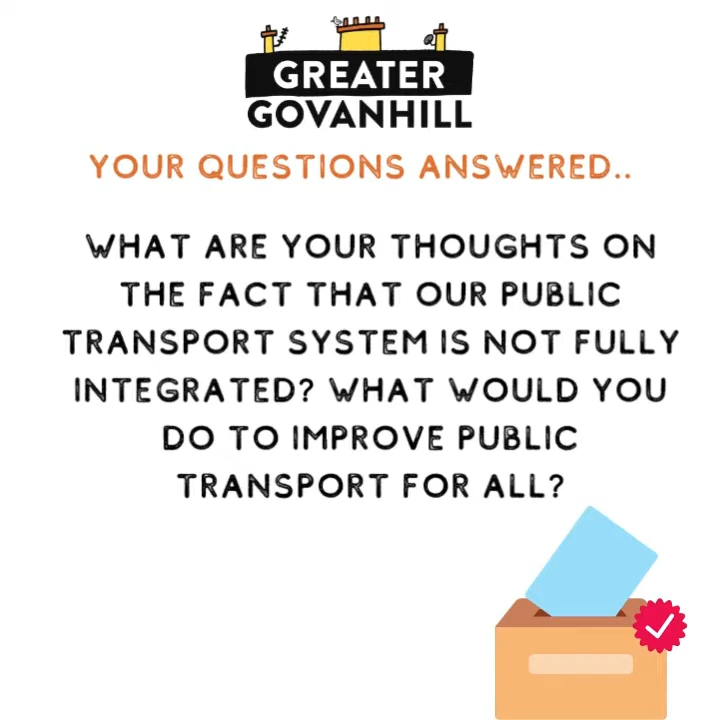 GREATER
GOVANHILL
YOUR QUESTIONS ANSWERED..
WHAT ARE YOUR THOUGHTS ON
THE FACT THAT OUR PUBLIC
TRANSPORT SYSTEM IS NOT FULLY
INTEGRATED? WHAT WOULD YOU
DO TO IMPROVE PUBLIC
TRANSPORT FOR ALL?